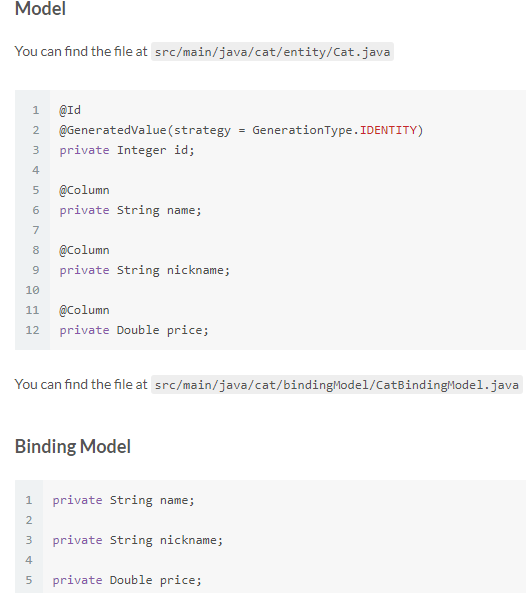 Model
You can find the file at src/main/java/cat/entity/Cat.java
1 @Id
2 @GeneratedValue(strategy = GenerationType.IDENTITY)
3 private Integer id;
4
5 @Column
6 private String name;
7
8 @Column
9 private String nickname;
10
11 @Column
12 private Double price;
You can find the file at src/main/java/cat/bindingModel/CatBindingModel.java
Binding Model
1 private String name;
2
3 private String nickname;
4
5 private Double price;